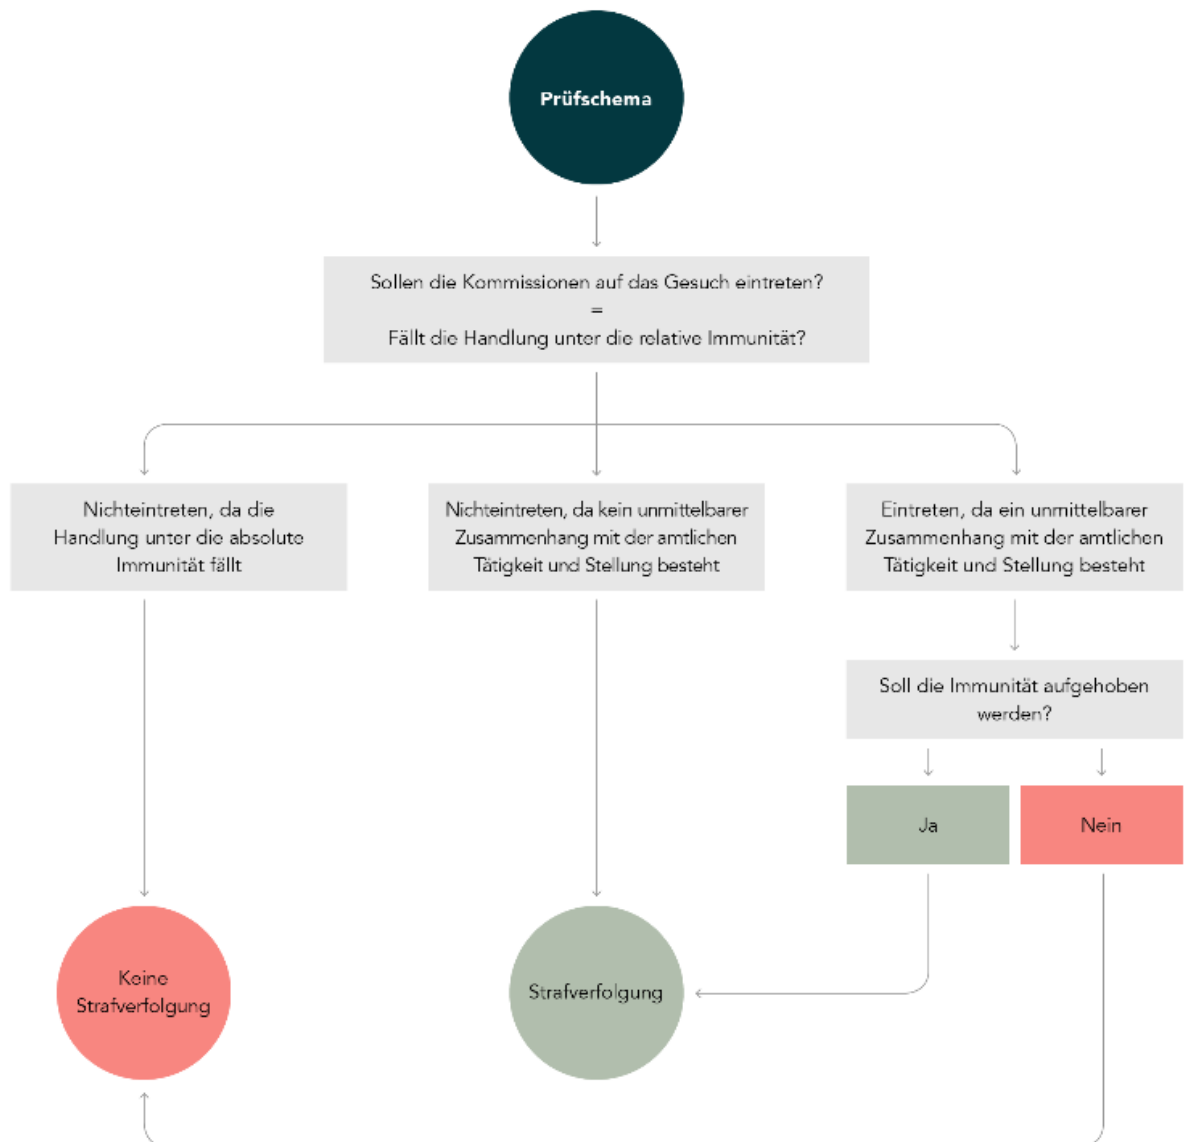 Prüfschema
Sollen die Kommissionen auf das Gesuch eintreten?
=
Fällt die Handlung unter die relative Immunität?
Nichteintreten, da die
Handlung unter die absolute
Immunität fällt
Nichteintreten, da kein unmittelbarer
Zusammenhang mit der amtlichen
Tätigkeit und Stellung besteht
Eintreten, da ein unmittelbarer
Zusammenhang mit der amtlichen
Tätigkeit und Stellung besteht
Soll die Immunität aufgehoben
werden?
Ja
Nein
Keine
Strafverfolgung
Strafverfolgung